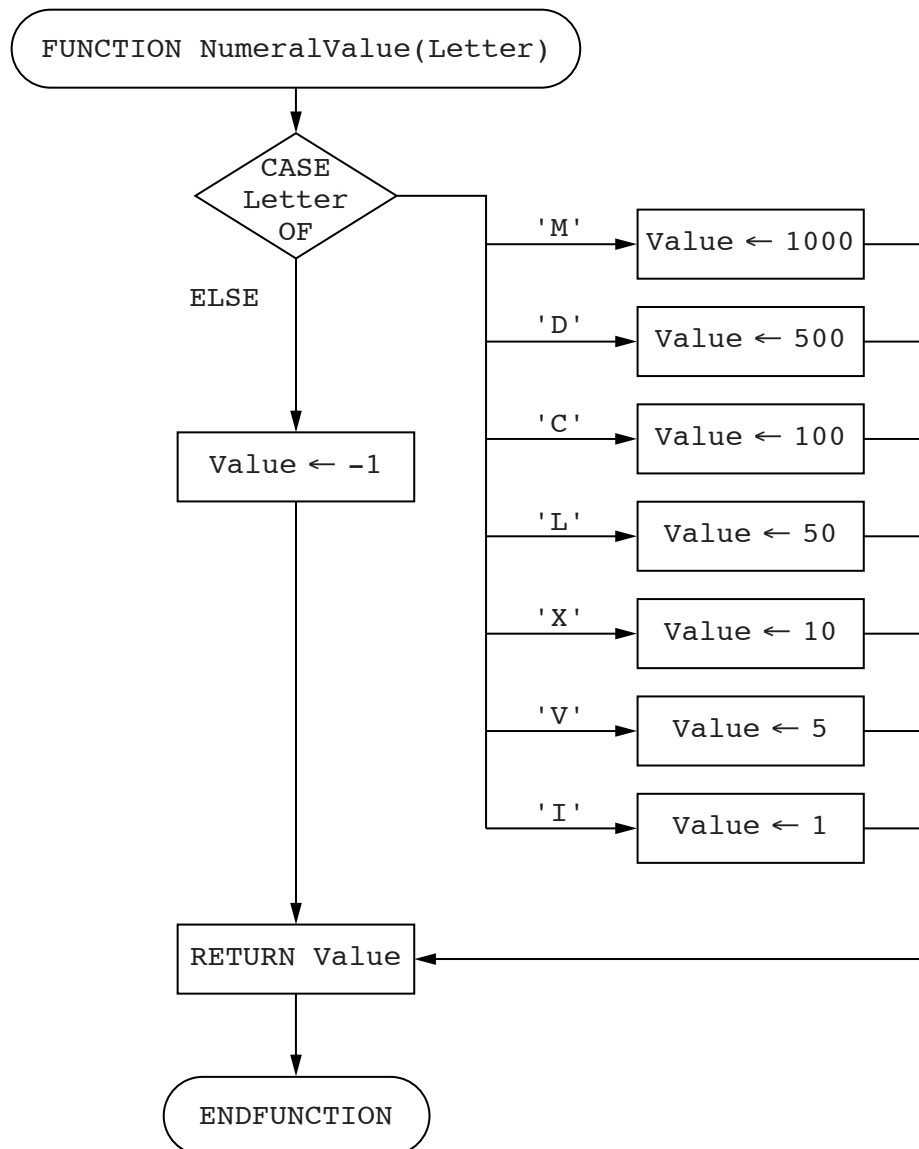 FUNCTION NumeralValue(Letter)
CASE
Letter
OF
ELSE
Value ← -1
'M'
Value ← 1000
'D'
Value ← 500
'C'
Value ← 100
'L'
Value ← 50
'X'
Value ← 10
'V'
Value ← 5
'I'
Value ← 1
RETURN Value
ENDFUNCTION